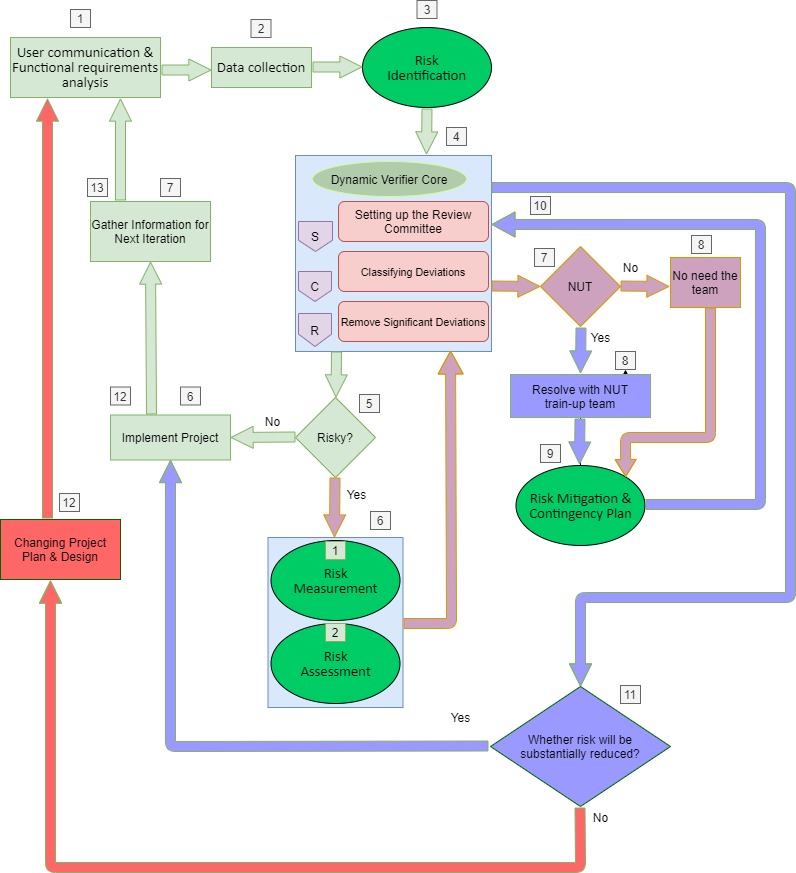 1
User communication &
Functional requirements
analysis
2
Data collection
3
Risk
Identification
4
Dynamic Verifier Core
S
Setting up the Review
Committee
C
Classifying Deviations
R
Remove Significant Deviations
10
7
NUT
No
8
No need the
team
Yes
8
Resolve with NUT
train-up team
9
Risk Mitigation &
Contingency Plan
13
7
Gather Information for
Next Iteration
12
6
Implement Project
No
5
Risky?
Yes
6
1
Risk
Measurement
2
Risk
Assessment
12
Changing Project
Plan & Design
11
Whether risk will be
substantially reduced?
Yes
No